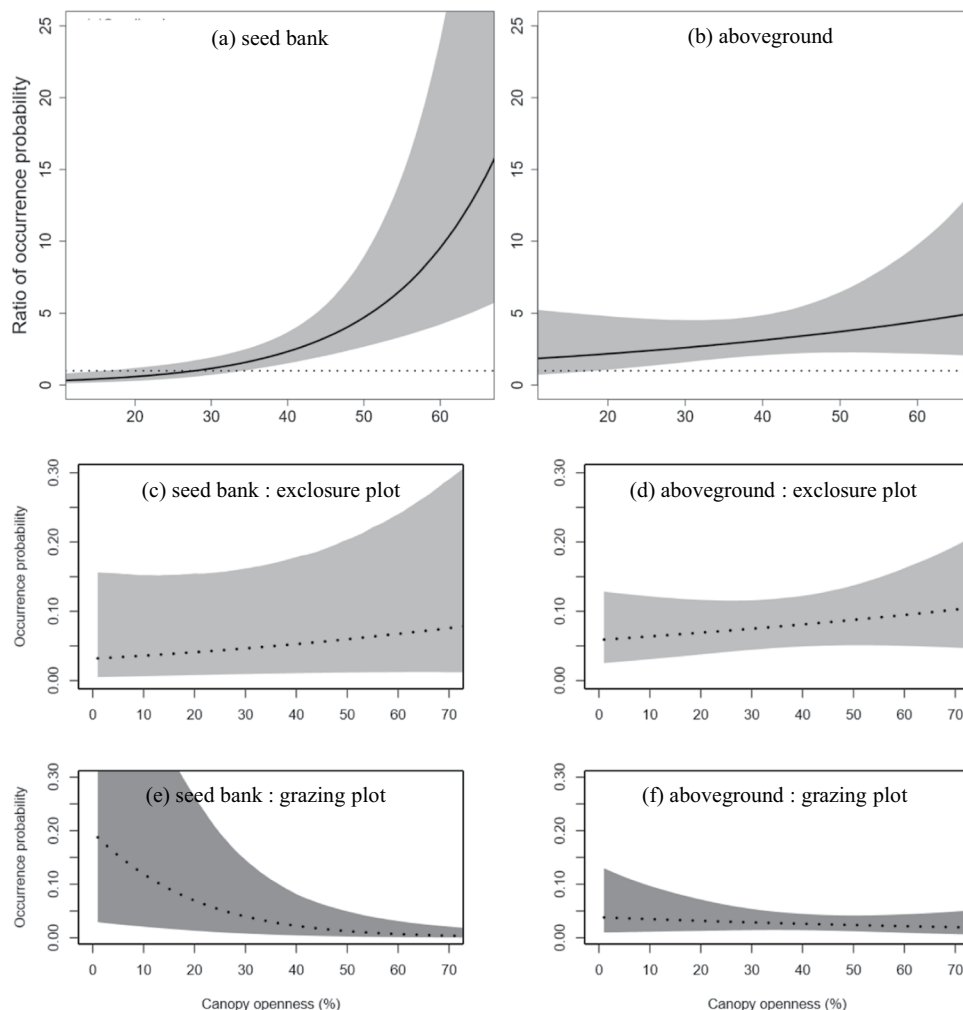 (a) seed bank
(b) aboveground
Ratio of occurrence probability
25
20
15
10
5
0
20 30 40 50 60
20 30 40 50 60
(c) seed bank : exclosure plot
(d) aboveground : exclosure plot
Occurrence probability
0.30
0.20
0.10
0.00
0.30
0.20
0.10
0.00
0 10 20 30 40 50 60 70
0 10 20 30 40 50 60 70
(e) seed bank : grazing plot
(f) aboveground : grazing plot
Occurrence probability
0.30
0.20
0.10
0.00
0.30
0.20
0.10
0.00
0 10 20 30 40 50 60 70
0 10 20 30 40 50 60 70
Canopy openness (%)
Canopy openness (%)
25
20
15
10
5
0